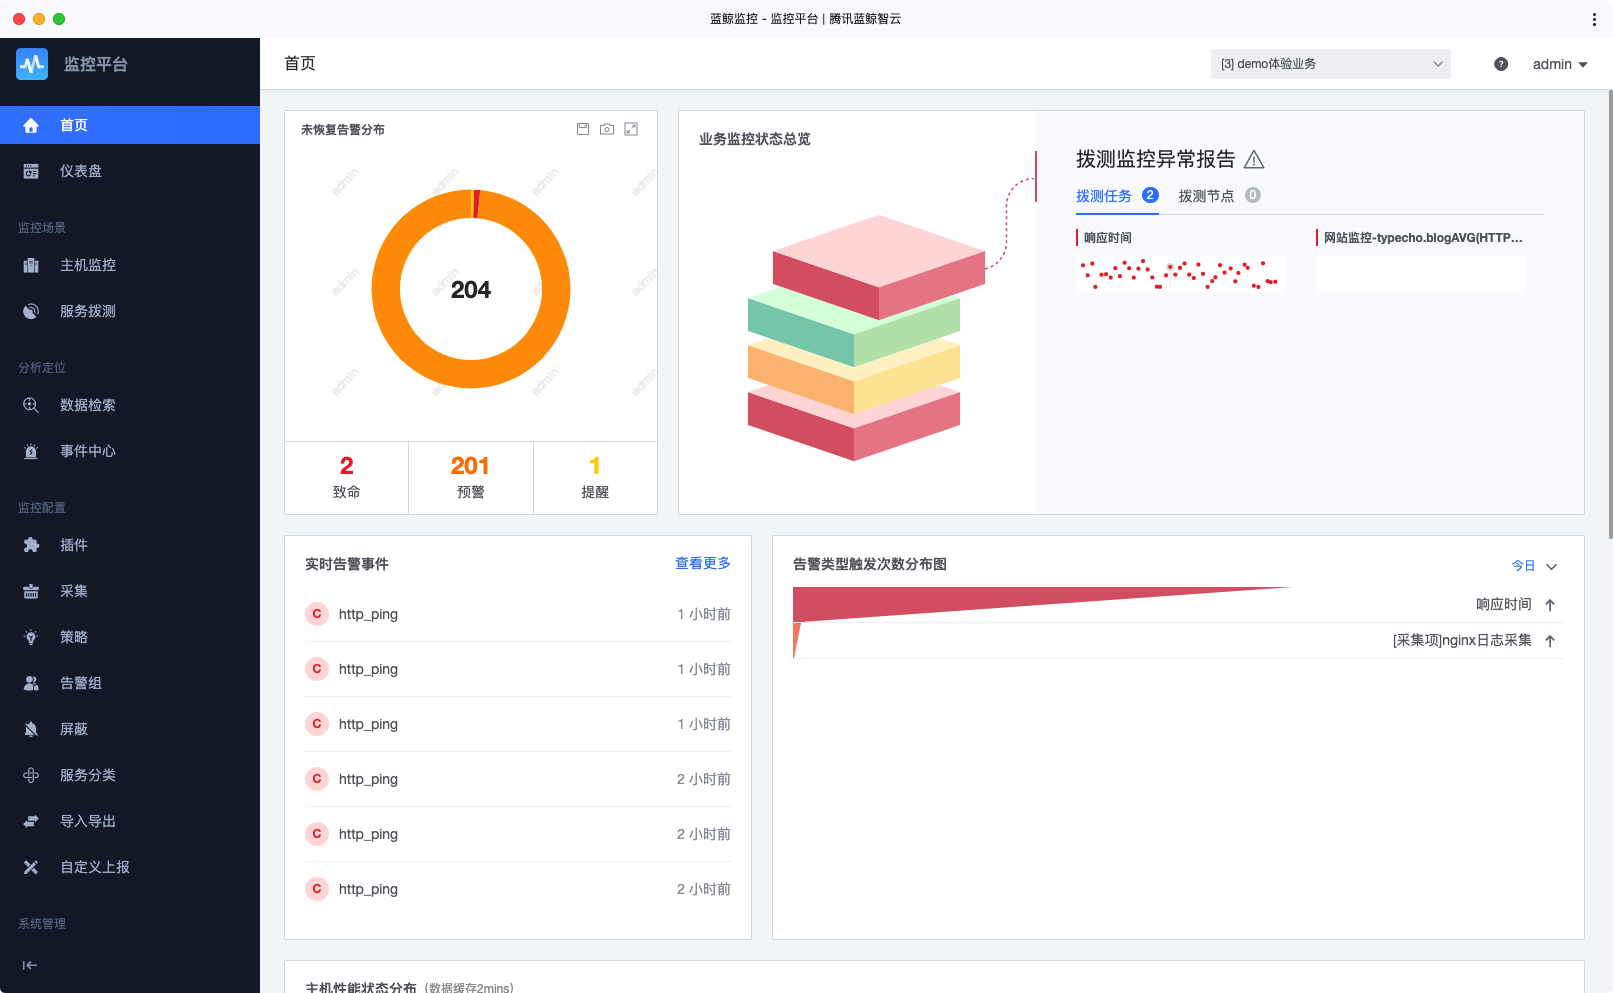 蓝鲸监控 - 监控平台 | 腾讯蓝鲸智云
监控平台
首页
[3] demo体验业务
admin
首页
仪表盘
监控场景
主机监控
服务拨测
分析定位
数据检索
事件中心
监控配置
插件
采集
策略
告警组
屏蔽
服务分类
导入导出
自定义上报
系统管理
未恢复告警分布
admin admin admin admin
admin admin admin admin
admin admin admin
204
2
致命
201
预警
1
提醒
业务监控状态总览
拨测监控异常报告
拨测任务 2 拨测节点 0
响应时间
网站监控-typecho.blogAVG(HTTP...
实时告警事件 查看更多
C http_ping 1 小时前
C http_ping 1 小时前
C http_ping 1 小时前
C http_ping 2 小时前
C http_ping 2 小时前
C http_ping 2 小时前
告警类型触发次数分布图 今日
响应时间
[采集项]nginx日志采集
主机性能状态分布 (数据缓存2mins)